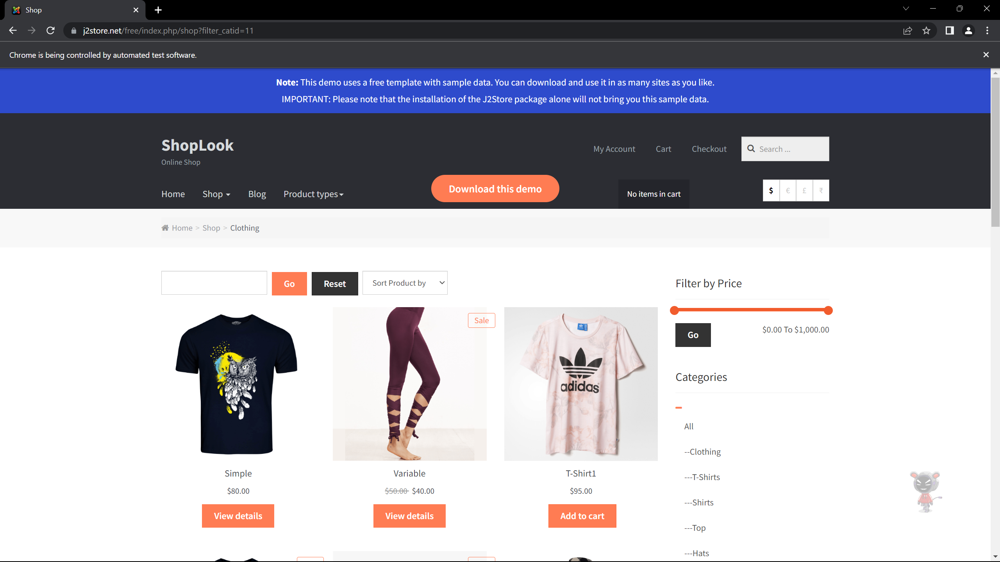 Shop
j2store.net/free/index.php/shop?filter_catid=11
Chrome is being controlled by automated test software.
Note: This demo uses a free template with sample data. You can download and use it in as many sites as you like.
IMPORTANT: Please note that the installation of the J2Store package alone will not bring you this sample data.
ShopLook
Online Shop
My Account
Cart
Checkout
Search ...
Home
Shop
Blog
Product types
Download this demo
No items in cart
$ € £ ₹
Home > Shop > Clothing
Go
Reset
Sort Product by
Filter by Price
Go
$0.00 To $1,000.00
Sale
adidas
Simple
$80.00
View details
Variable
$50.00 $40.00
View details
T-Shirt1
$95.00
Add to cart
Categories
All
--Clothing
---T-Shirts
---Shirts
---Top
---Hats